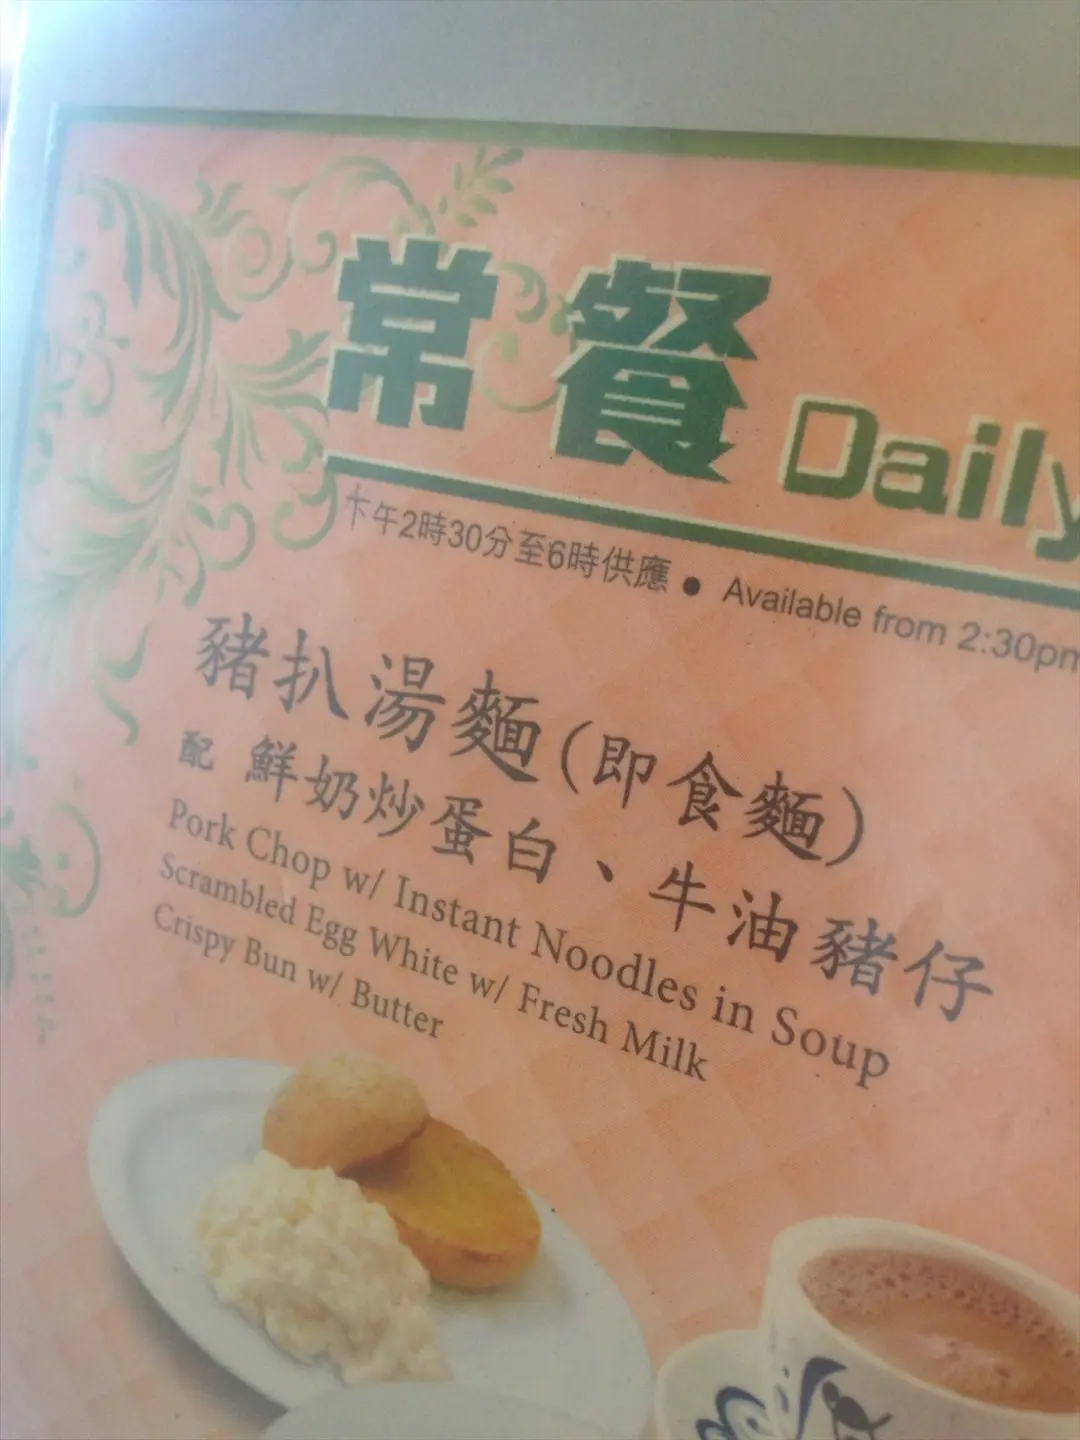 常餐 Daily
下午2時30分至6時供應 ● Available from 2:30pm
豬扒湯麵(即食麵)
配 鮮奶炒蛋白、牛油豬仔
Pork Chop w/ Instant Noodles in Soup
Scrambled Egg White w/ Fresh Milk
Crispy Bun w/ Butter